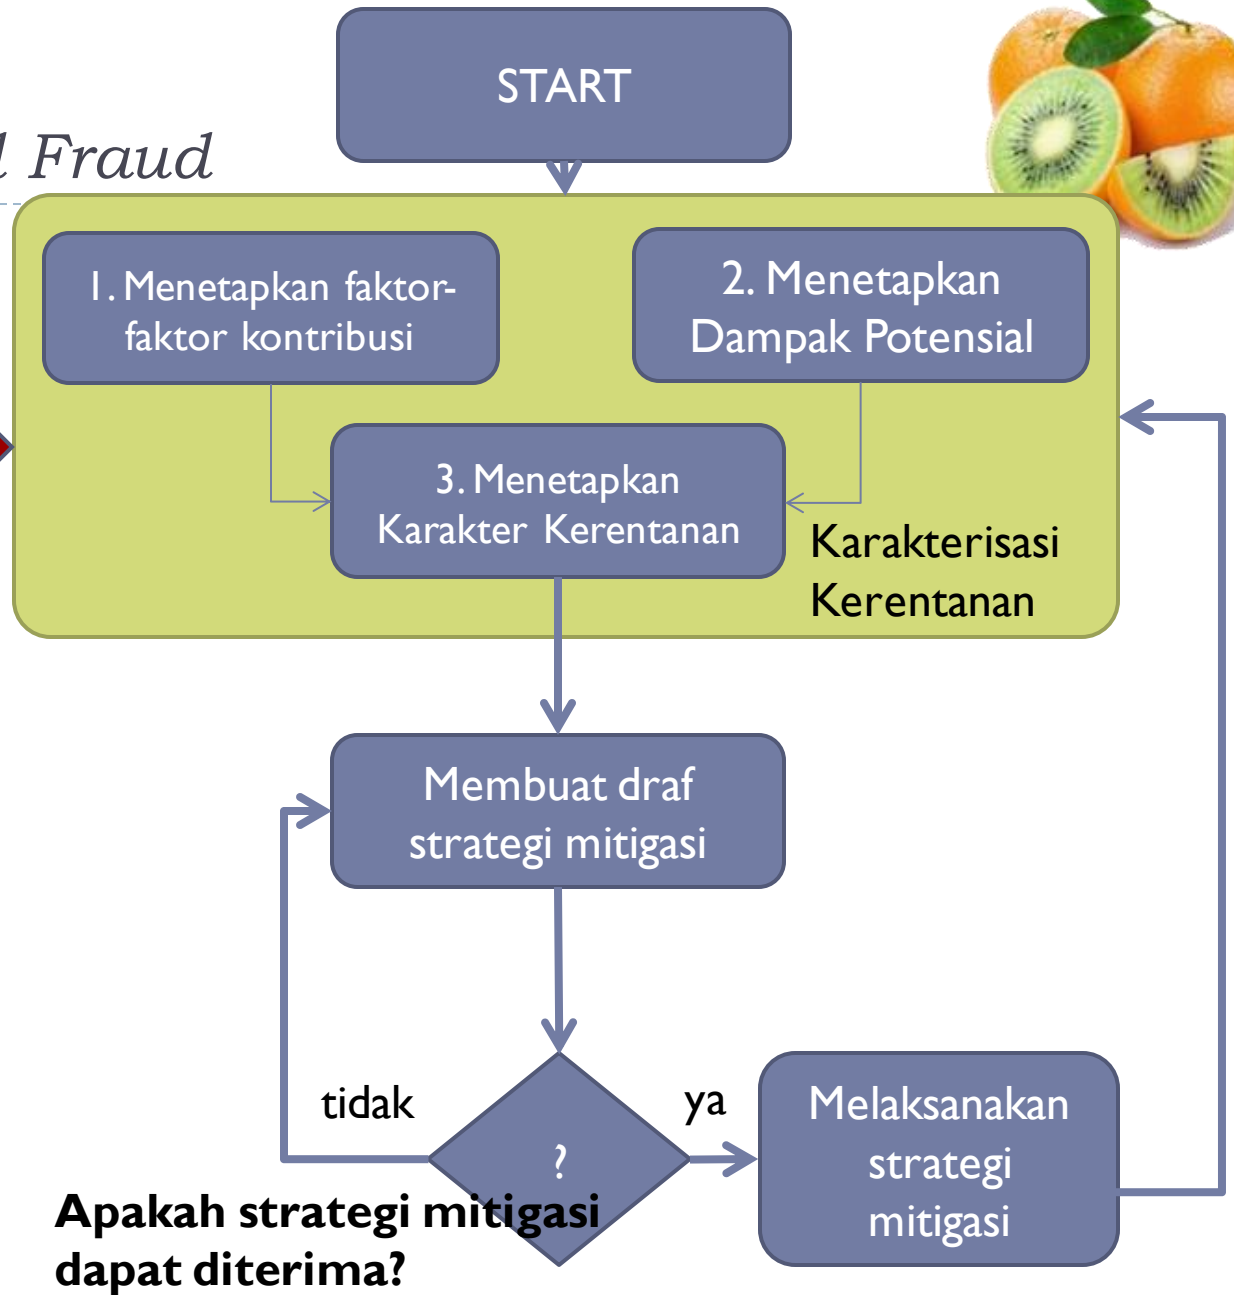 START
Fraud
1. Menetapkan faktor-
faktor kontribusi
2. Menetapkan
Dampak Potensial
3. Menetapkan
Karakter Kerentanan
Karakterisasi
Kerentanan
Membuat draf
strategi mitigasi
tidak
?
ya
Melaksanakan
strategi
mitigasi
Apakah strategi mitigasi
dapat diterima?